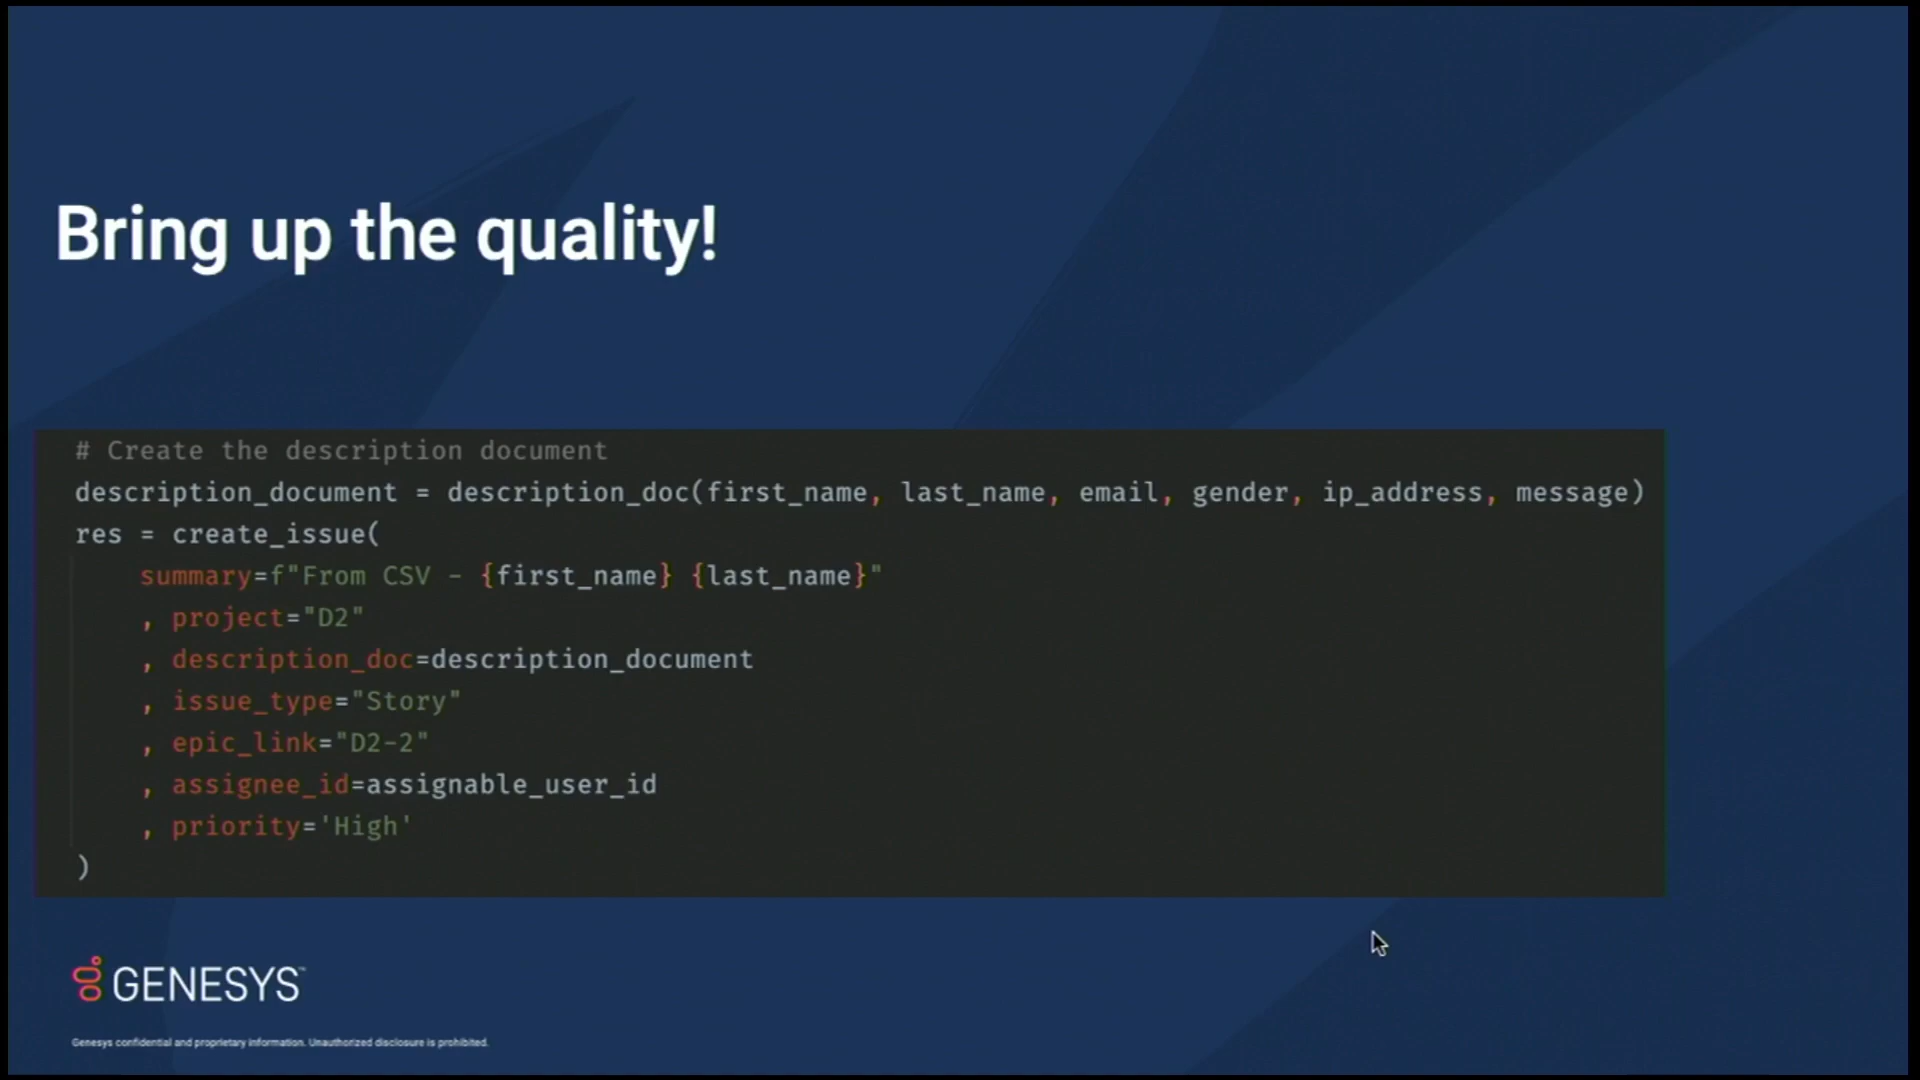 Bring up the quality!
# Create the description document
description_document = description_doc(first_name, last_name, email, gender, ip_address, message)
res = create_issue(
    summary=f"From CSV - {first_name} {last_name}"
    , project="D2"
    , description_doc=description_document
    , issue_type="Story"
    , epic_link="D2-2"
    , assignee_id=assignable_user_id
    , priority='High'
)
GENESYS™
Genesys confidential and proprietary information. Unauthorized disclosure is prohibited.